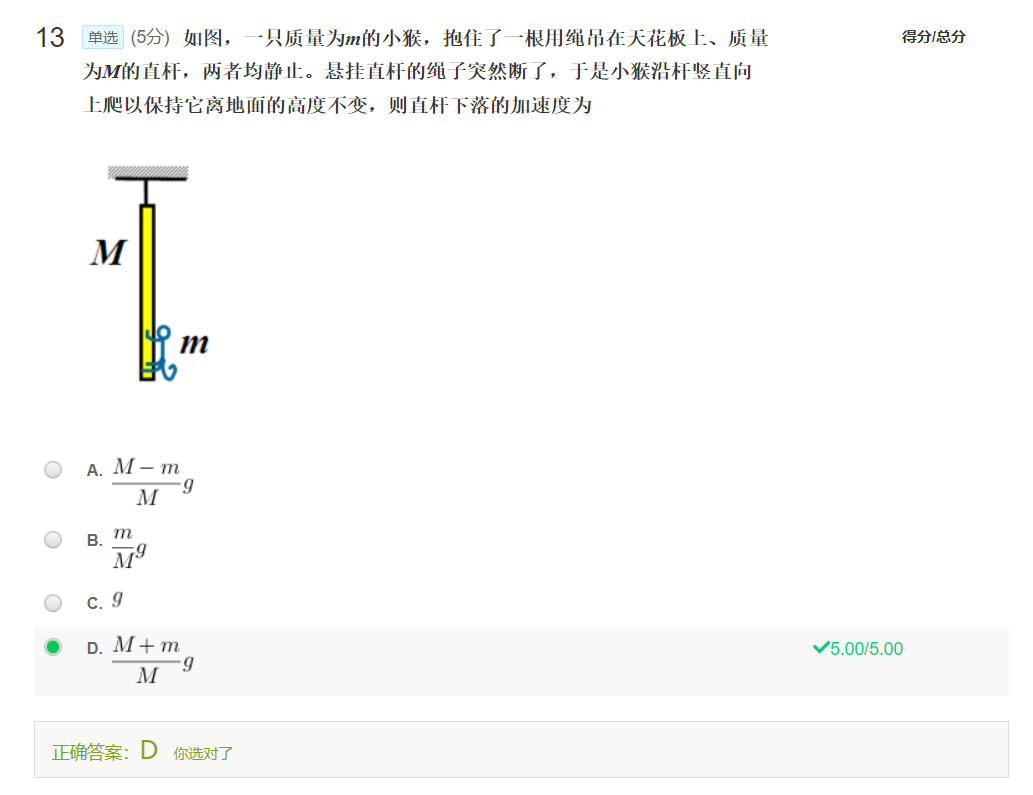 13 单选 (5分) 如图，一只质量为m的小猴，抱住了一根用绳吊在天花板上、质量 得分/总分
为M的直杆，两者均静止。悬挂直杆的绳子突然断了，于是小猴沿杆竖直向
上爬以保持它离地面的高度不变，则直杆下落的加速度为
M
m
A. \frac{M-m}{M}g
B. \frac{m}{M}g
C. g
D. \frac{M+m}{M}g ✔5.00/5.00
正确答案：D 你选对了